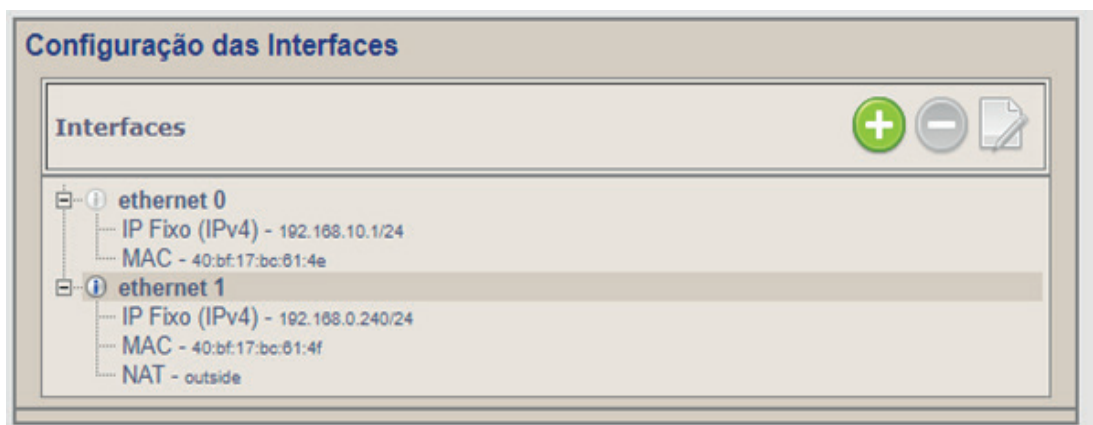 Configuração das Interfaces
Interfaces
ethernet 0
IP Fixo (IPv4) - 192.168.10.1/24
MAC - 40:bf:17:bc:61:4e
ethernet 1
IP Fixo (IPv4) - 192.168.0.240/24
MAC - 40:bf:17:bc:61:4f
NAT - outside